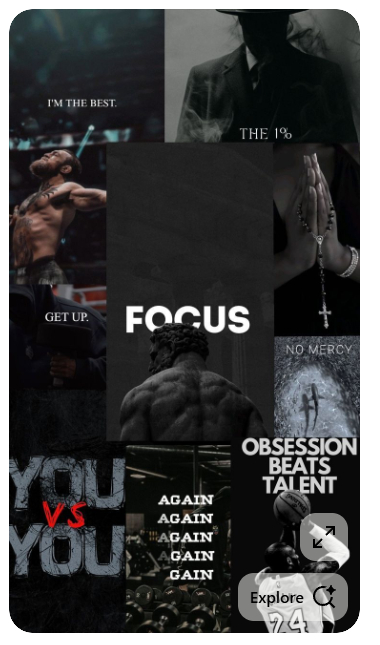 I'M THE BEST.
THE 1%
FOCUS
GET UP.
NO MERCY
YOU
VS
YOU
AGAIN
AGAIN
AGAIN
AGAIN
GAIN
OBSESSION
BEATS
TALENT
24
Explore